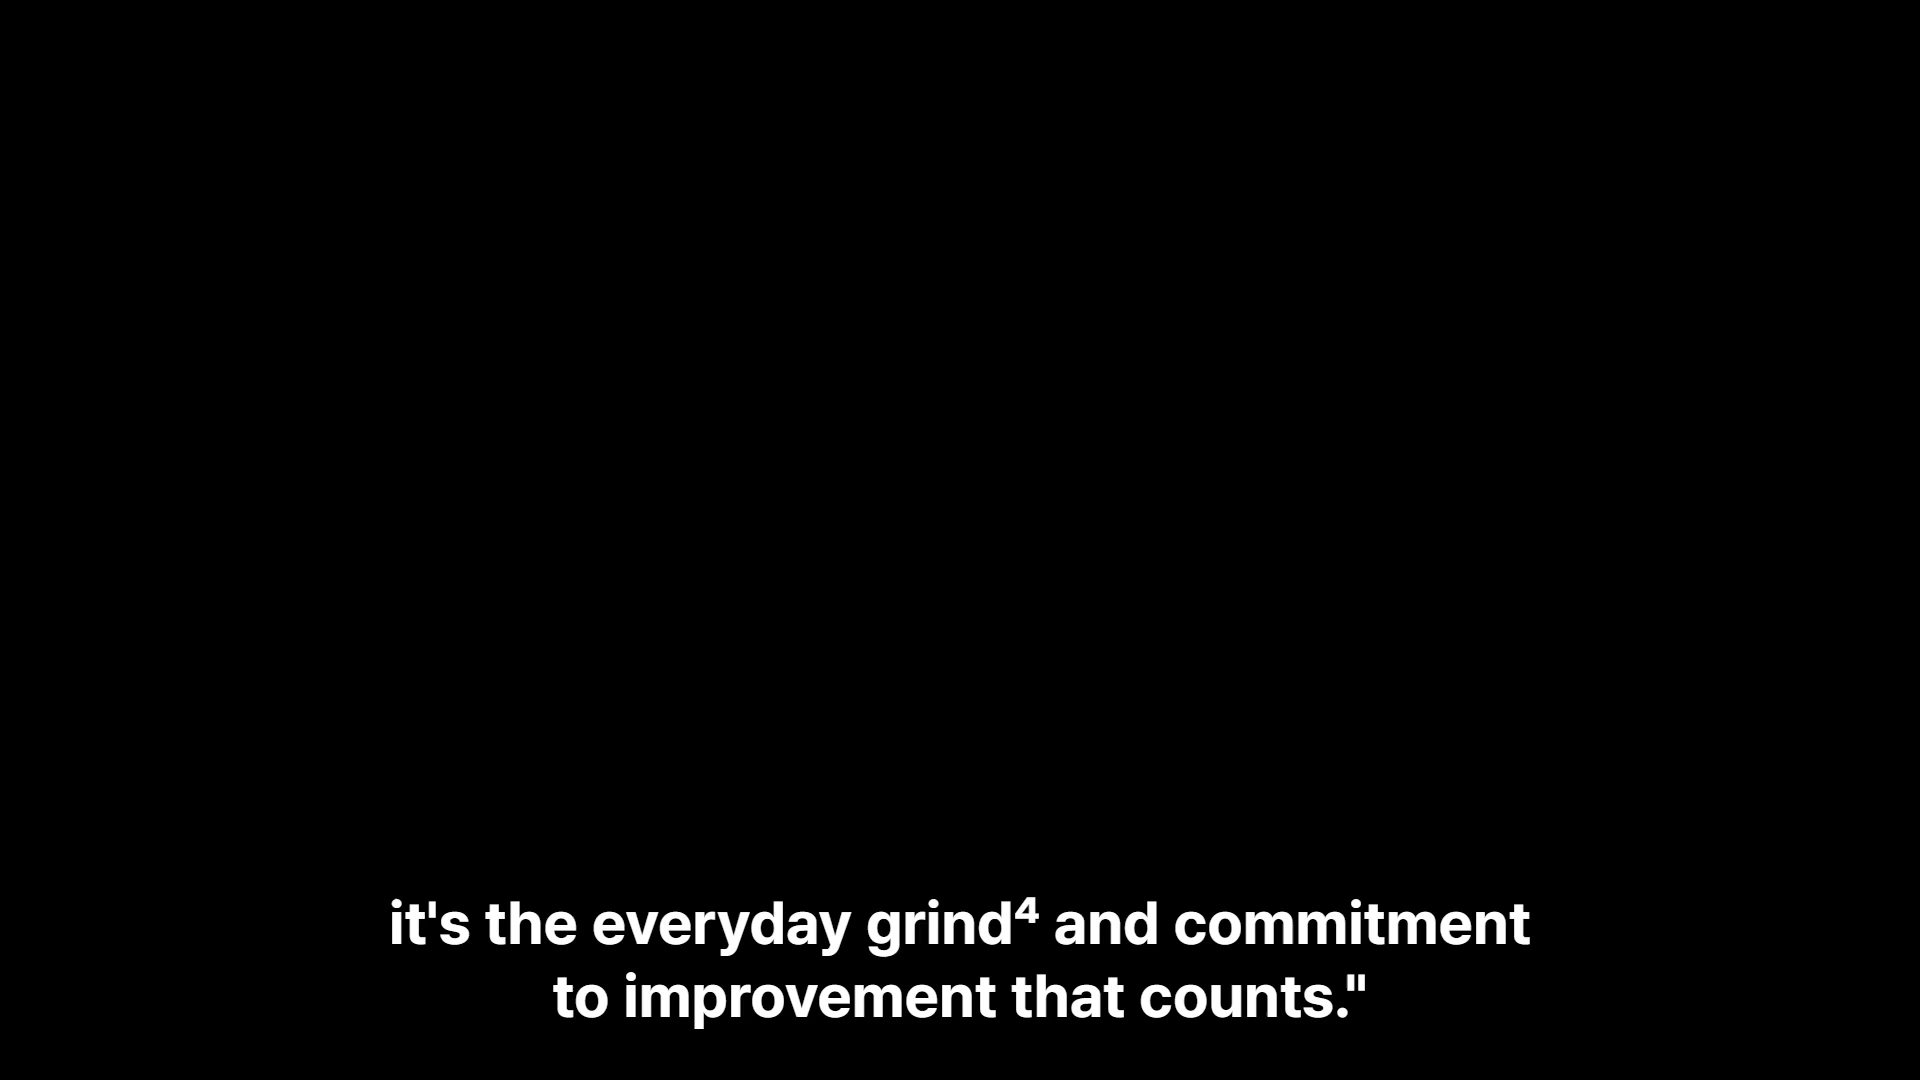 it's the everyday grind⁴ and commitment
to improvement that counts."